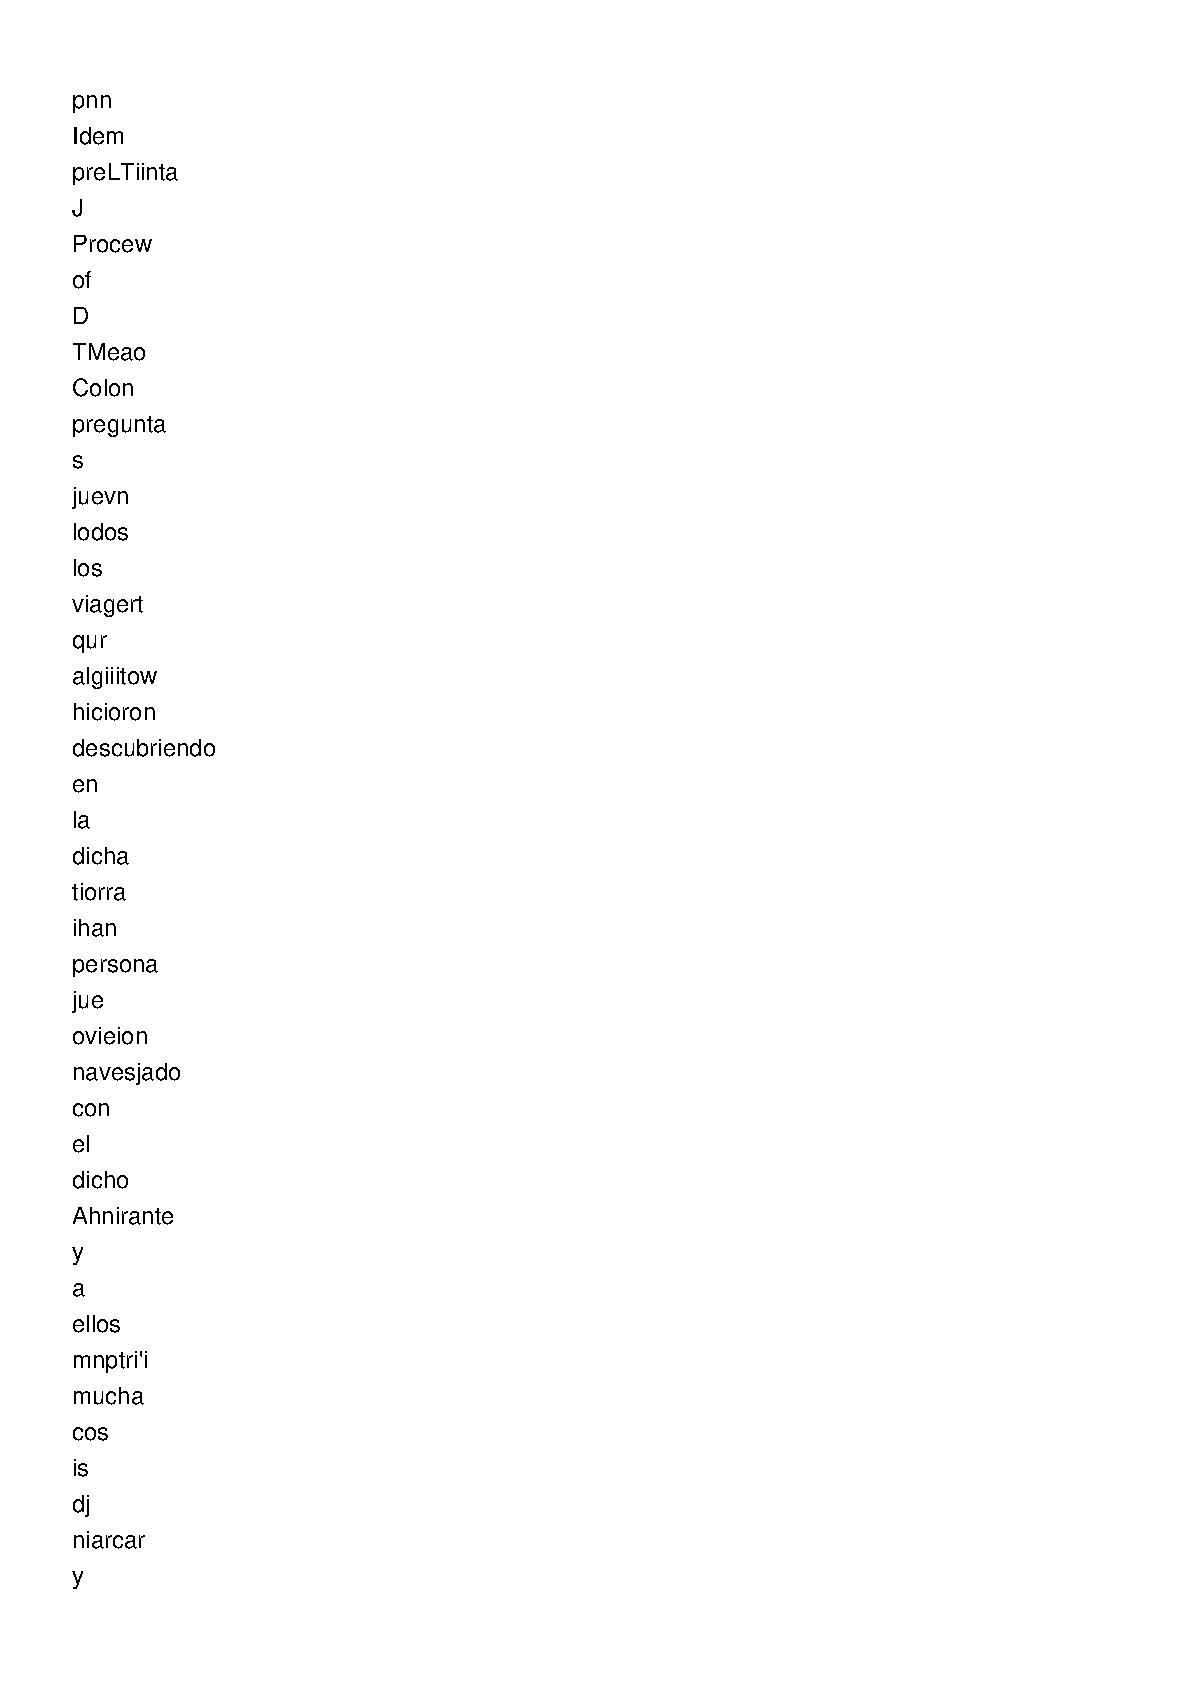 pnn
Idem
preLTiinta
J
Procew
of
D
TMeao
Colon
pregunta
s
juevn
lodos
los
viagert
qur
algiiitow
hicioron
descubriendo
en
la
dicha
tiorra
ihan
persona
jue
ovieion
navesjado
con
el
dicho
Ahnirante
y
a
ellos
mnptri'i
mucha
cos
is
dj
niarcar
y